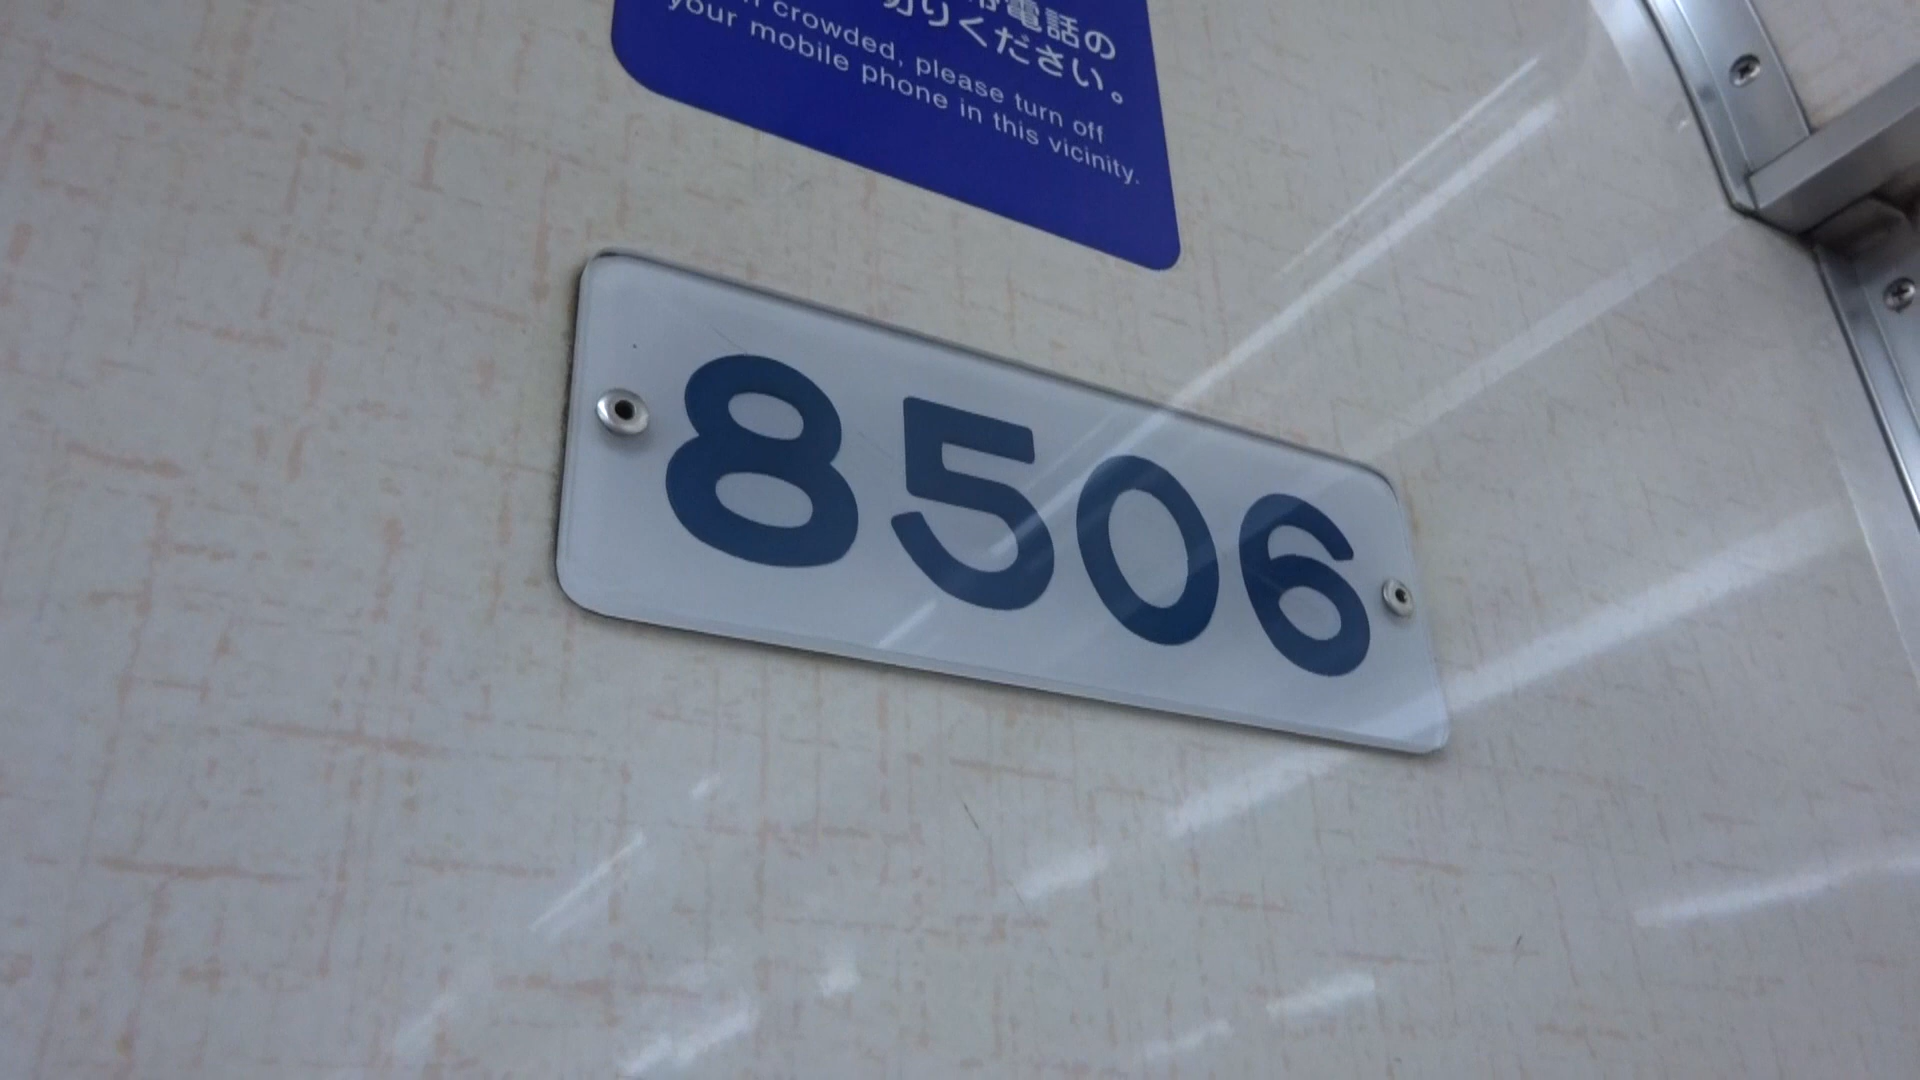 電話の
切りください。
crowded, please turn off
your mobile phone in this vicinity.
8506